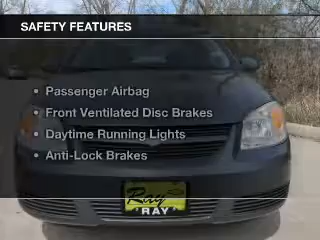 SAFETY FEATURES
• Passenger Airbag
• Front Ventilated Disc Brakes
• Daytime Running Lights
• Anti-Lock Brakes
Ray
RAY